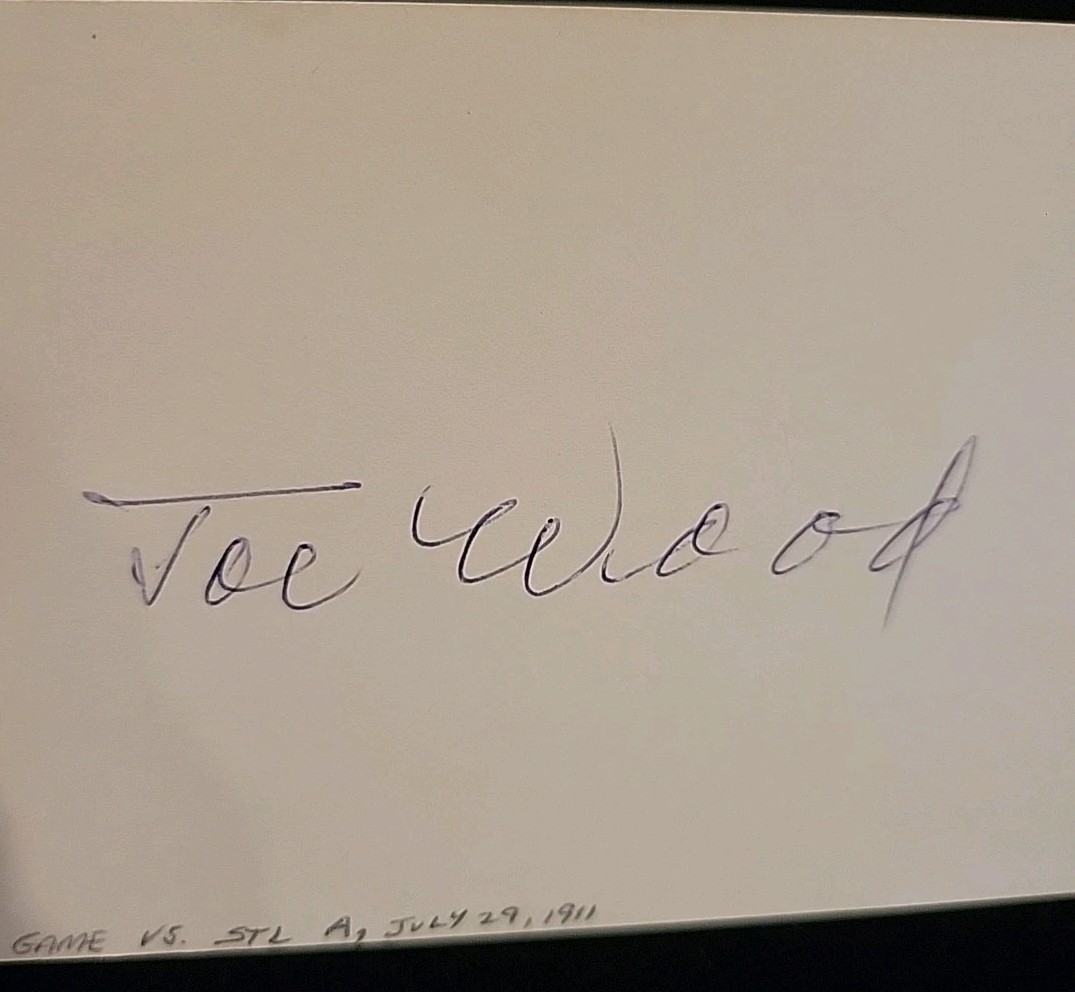 Joe Wood
GAME VS. STL A, JULY 29, 1911